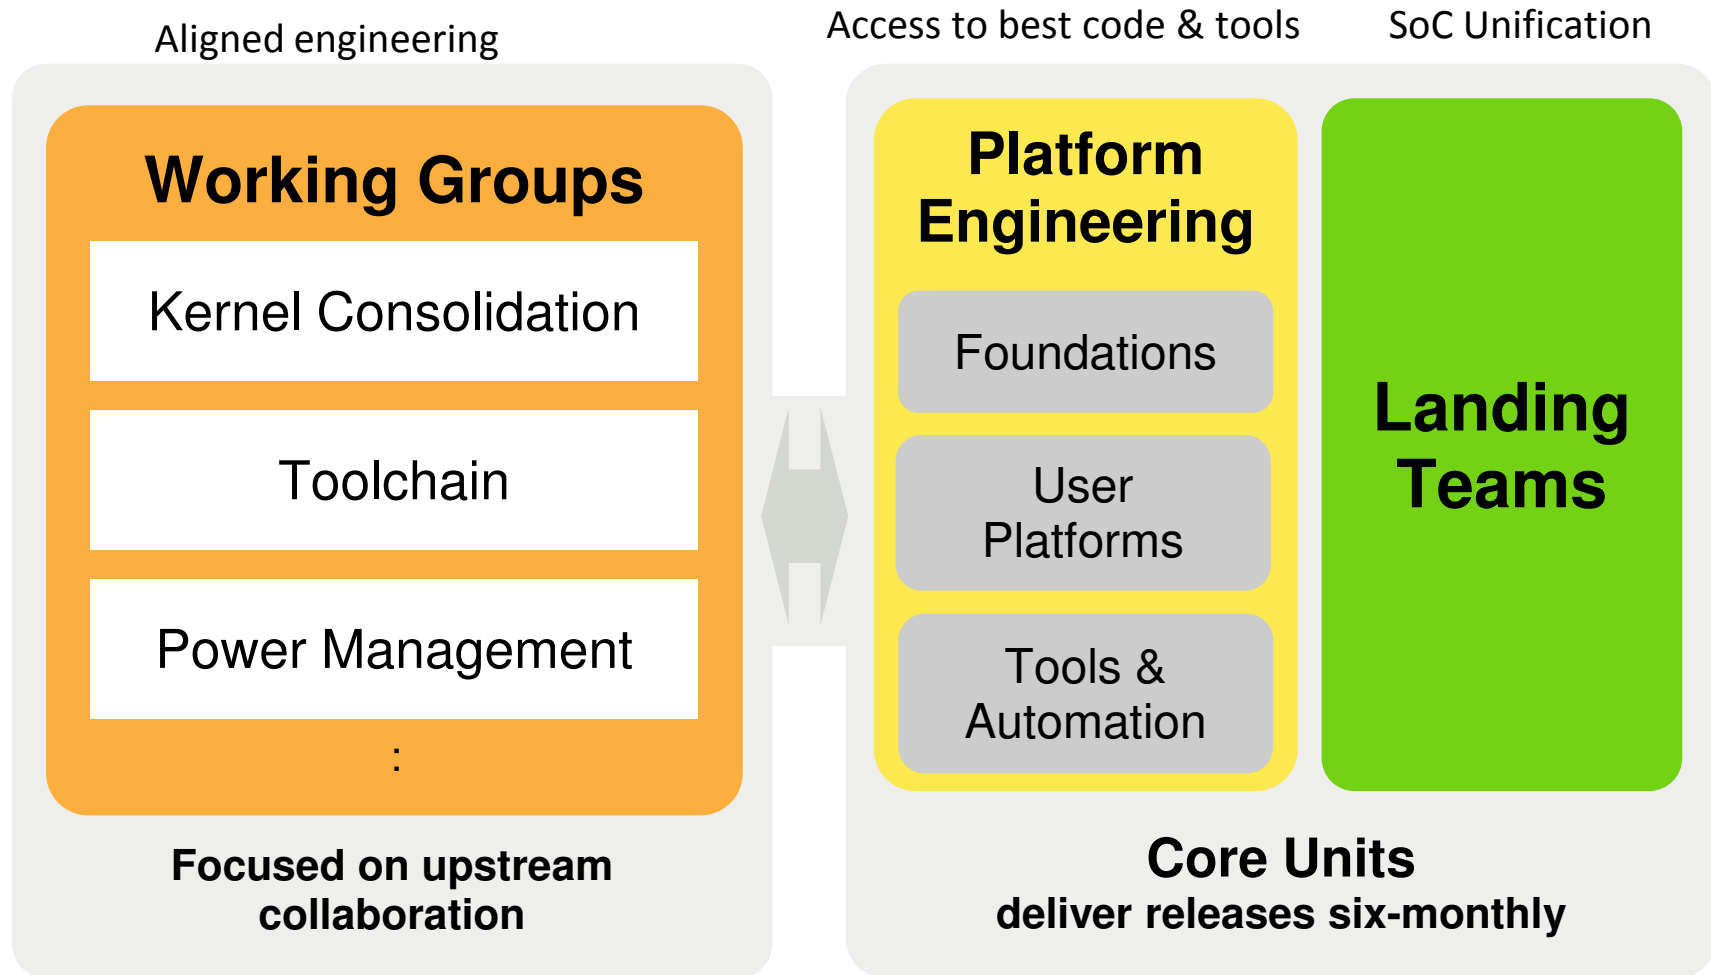 Aligned engineering
Access to best code & tools
SoC Unification
Working Groups
Kernel Consolidation
Toolchain
Power Management
:
Focused on upstream
collaboration
Platform
Engineering
Foundations
User
Platforms
Tools &
Automation
Landing
Teams
Core Units
deliver releases six-monthly